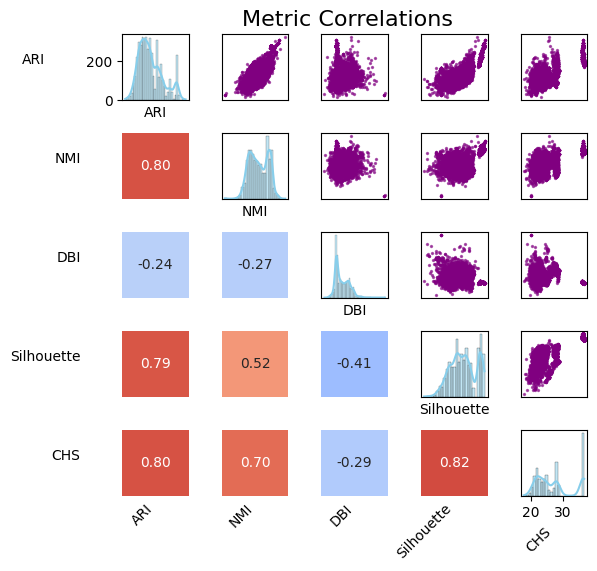 Metric Correlations
ARI
200
0
ARI
NMI
0.80
NMI
DBI
-0.24 -0.27
DBI
Silhouette
0.79 0.52 -0.41
Silhouette
CHS
0.80 0.70 -0.29 0.82
20 30
ARI NMI DBI Silhouette CHS